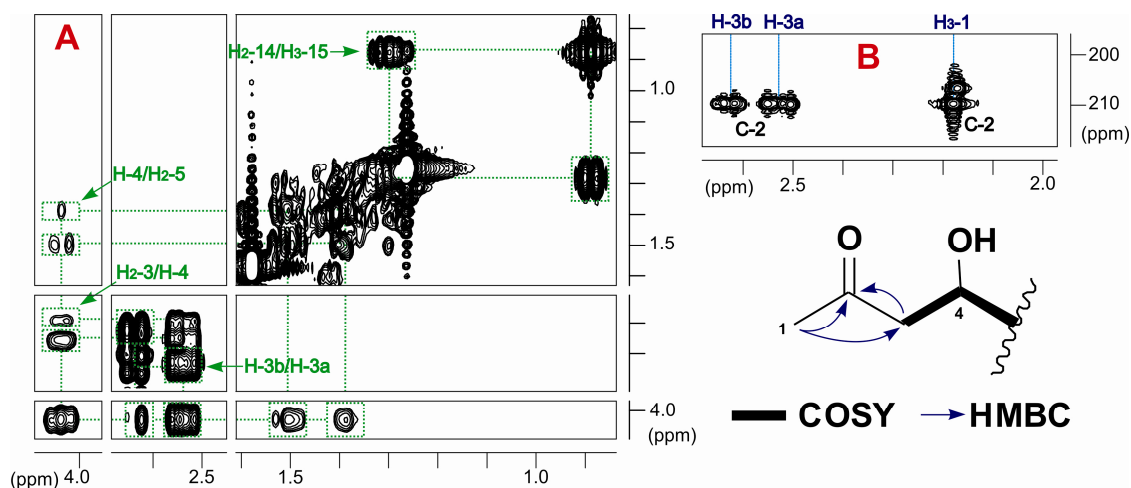 A
H2-14/H3-15
1.0
H-4/H2-5
1.5
H2-3/H-4
H-3b/H-3a
4.0
(ppm)
(ppm) 4.0 2.5 1.5 1.0
H-3b H-3a H3-1
B
200
210
(ppm)
C-2 C-2
(ppm) 2.5 2.0
O OH
1 4
COSY HMBC